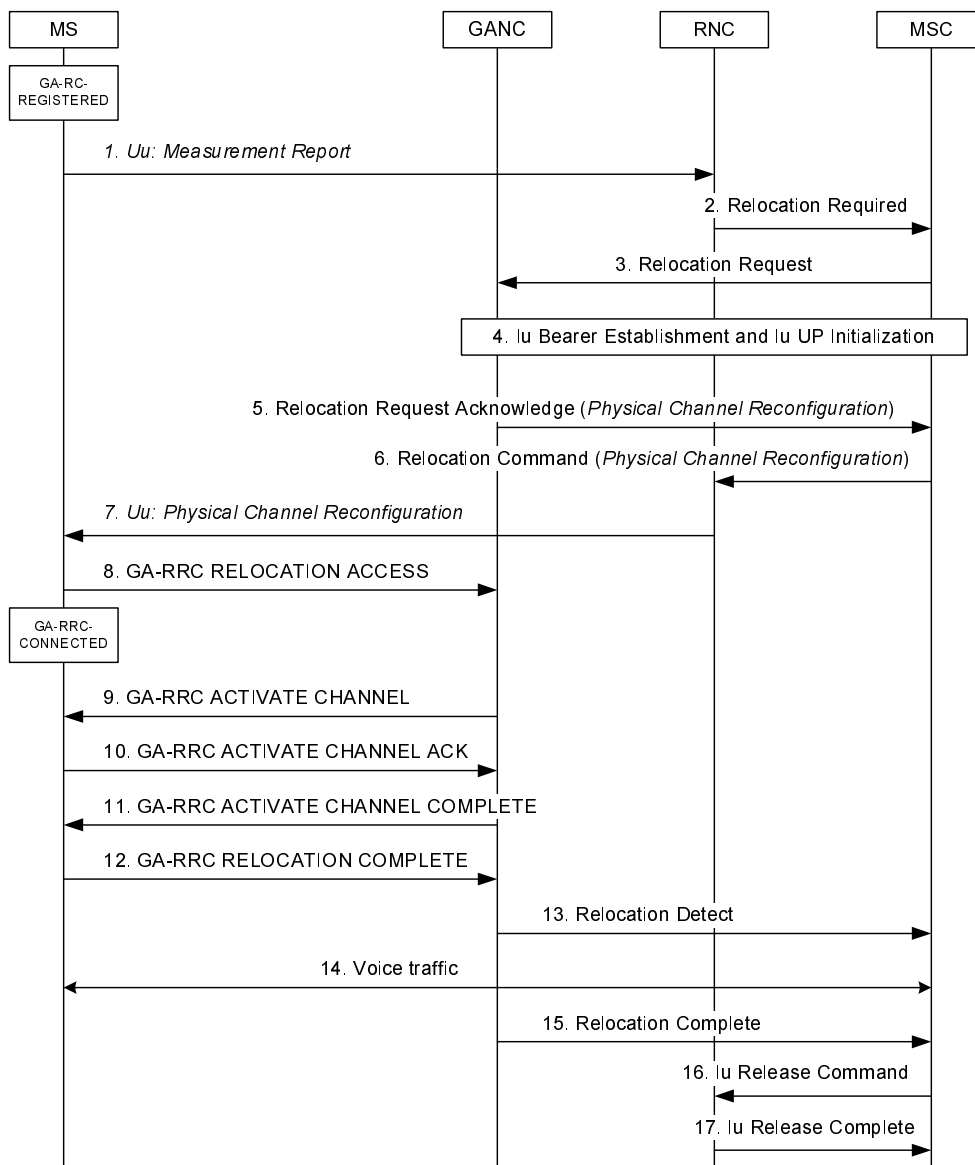 MS
GANC
RNC
MSC
GA-RC-
REGISTERED
1. Uu: Measurement Report
2. Relocation Required
3. Relocation Request
4. Iu Bearer Establishment and Iu UP Initialization
5. Relocation Request Acknowledge (Physical Channel Reconfiguration)
6. Relocation Command (Physical Channel Reconfiguration)
7. Uu: Physical Channel Reconfiguration
8. GA-RRC RELOCATION ACCESS
GA-RRC-
CONNECTED
9. GA-RRC ACTIVATE CHANNEL
10. GA-RRC ACTIVATE CHANNEL ACK
11. GA-RRC ACTIVATE CHANNEL COMPLETE
12. GA-RRC RELOCATION COMPLETE
13. Relocation Detect
14. Voice traffic
15. Relocation Complete
16. Iu Release Command
17. Iu Release Complete